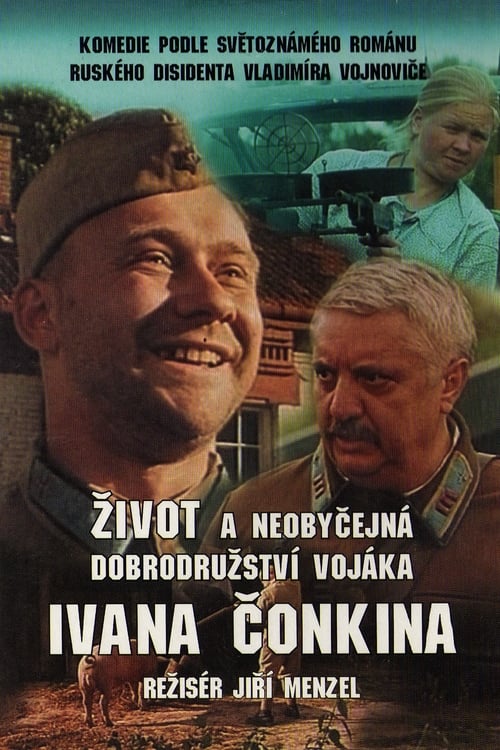 KOMEDIE PODLE SVĚTOZNÁMÉHO ROMÁNU
RUSKÉHO DISIDENTA VLADIMÍRA VOJNOVIČE
ŽIVOT A NEOBYČEJNÁ
DOBRODRUŽSTVÍ VOJÁKA
IVANA ČONKINA
REŽISÉR JIŘÍ MENZEL